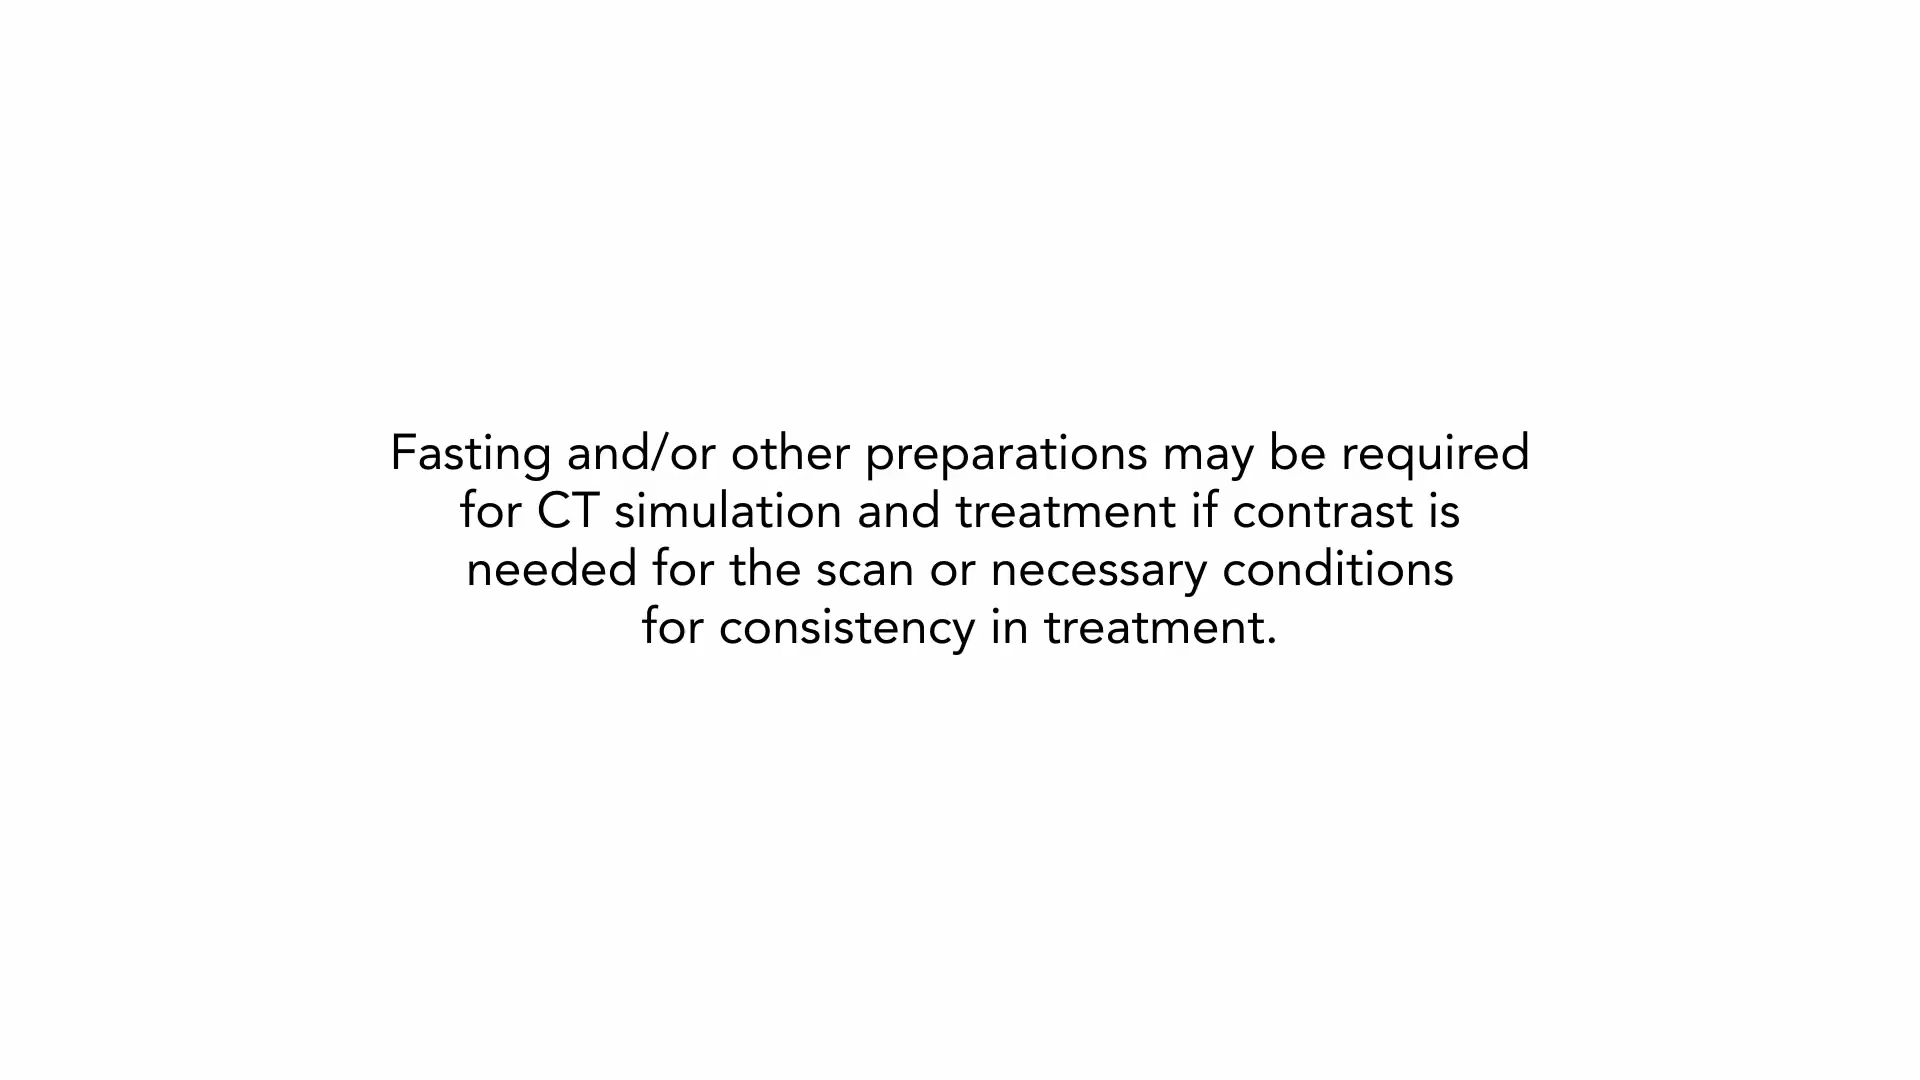 Fasting and/or other preparations may be required
for CT simulation and treatment if contrast is
needed for the scan or necessary conditions
for consistency in treatment.